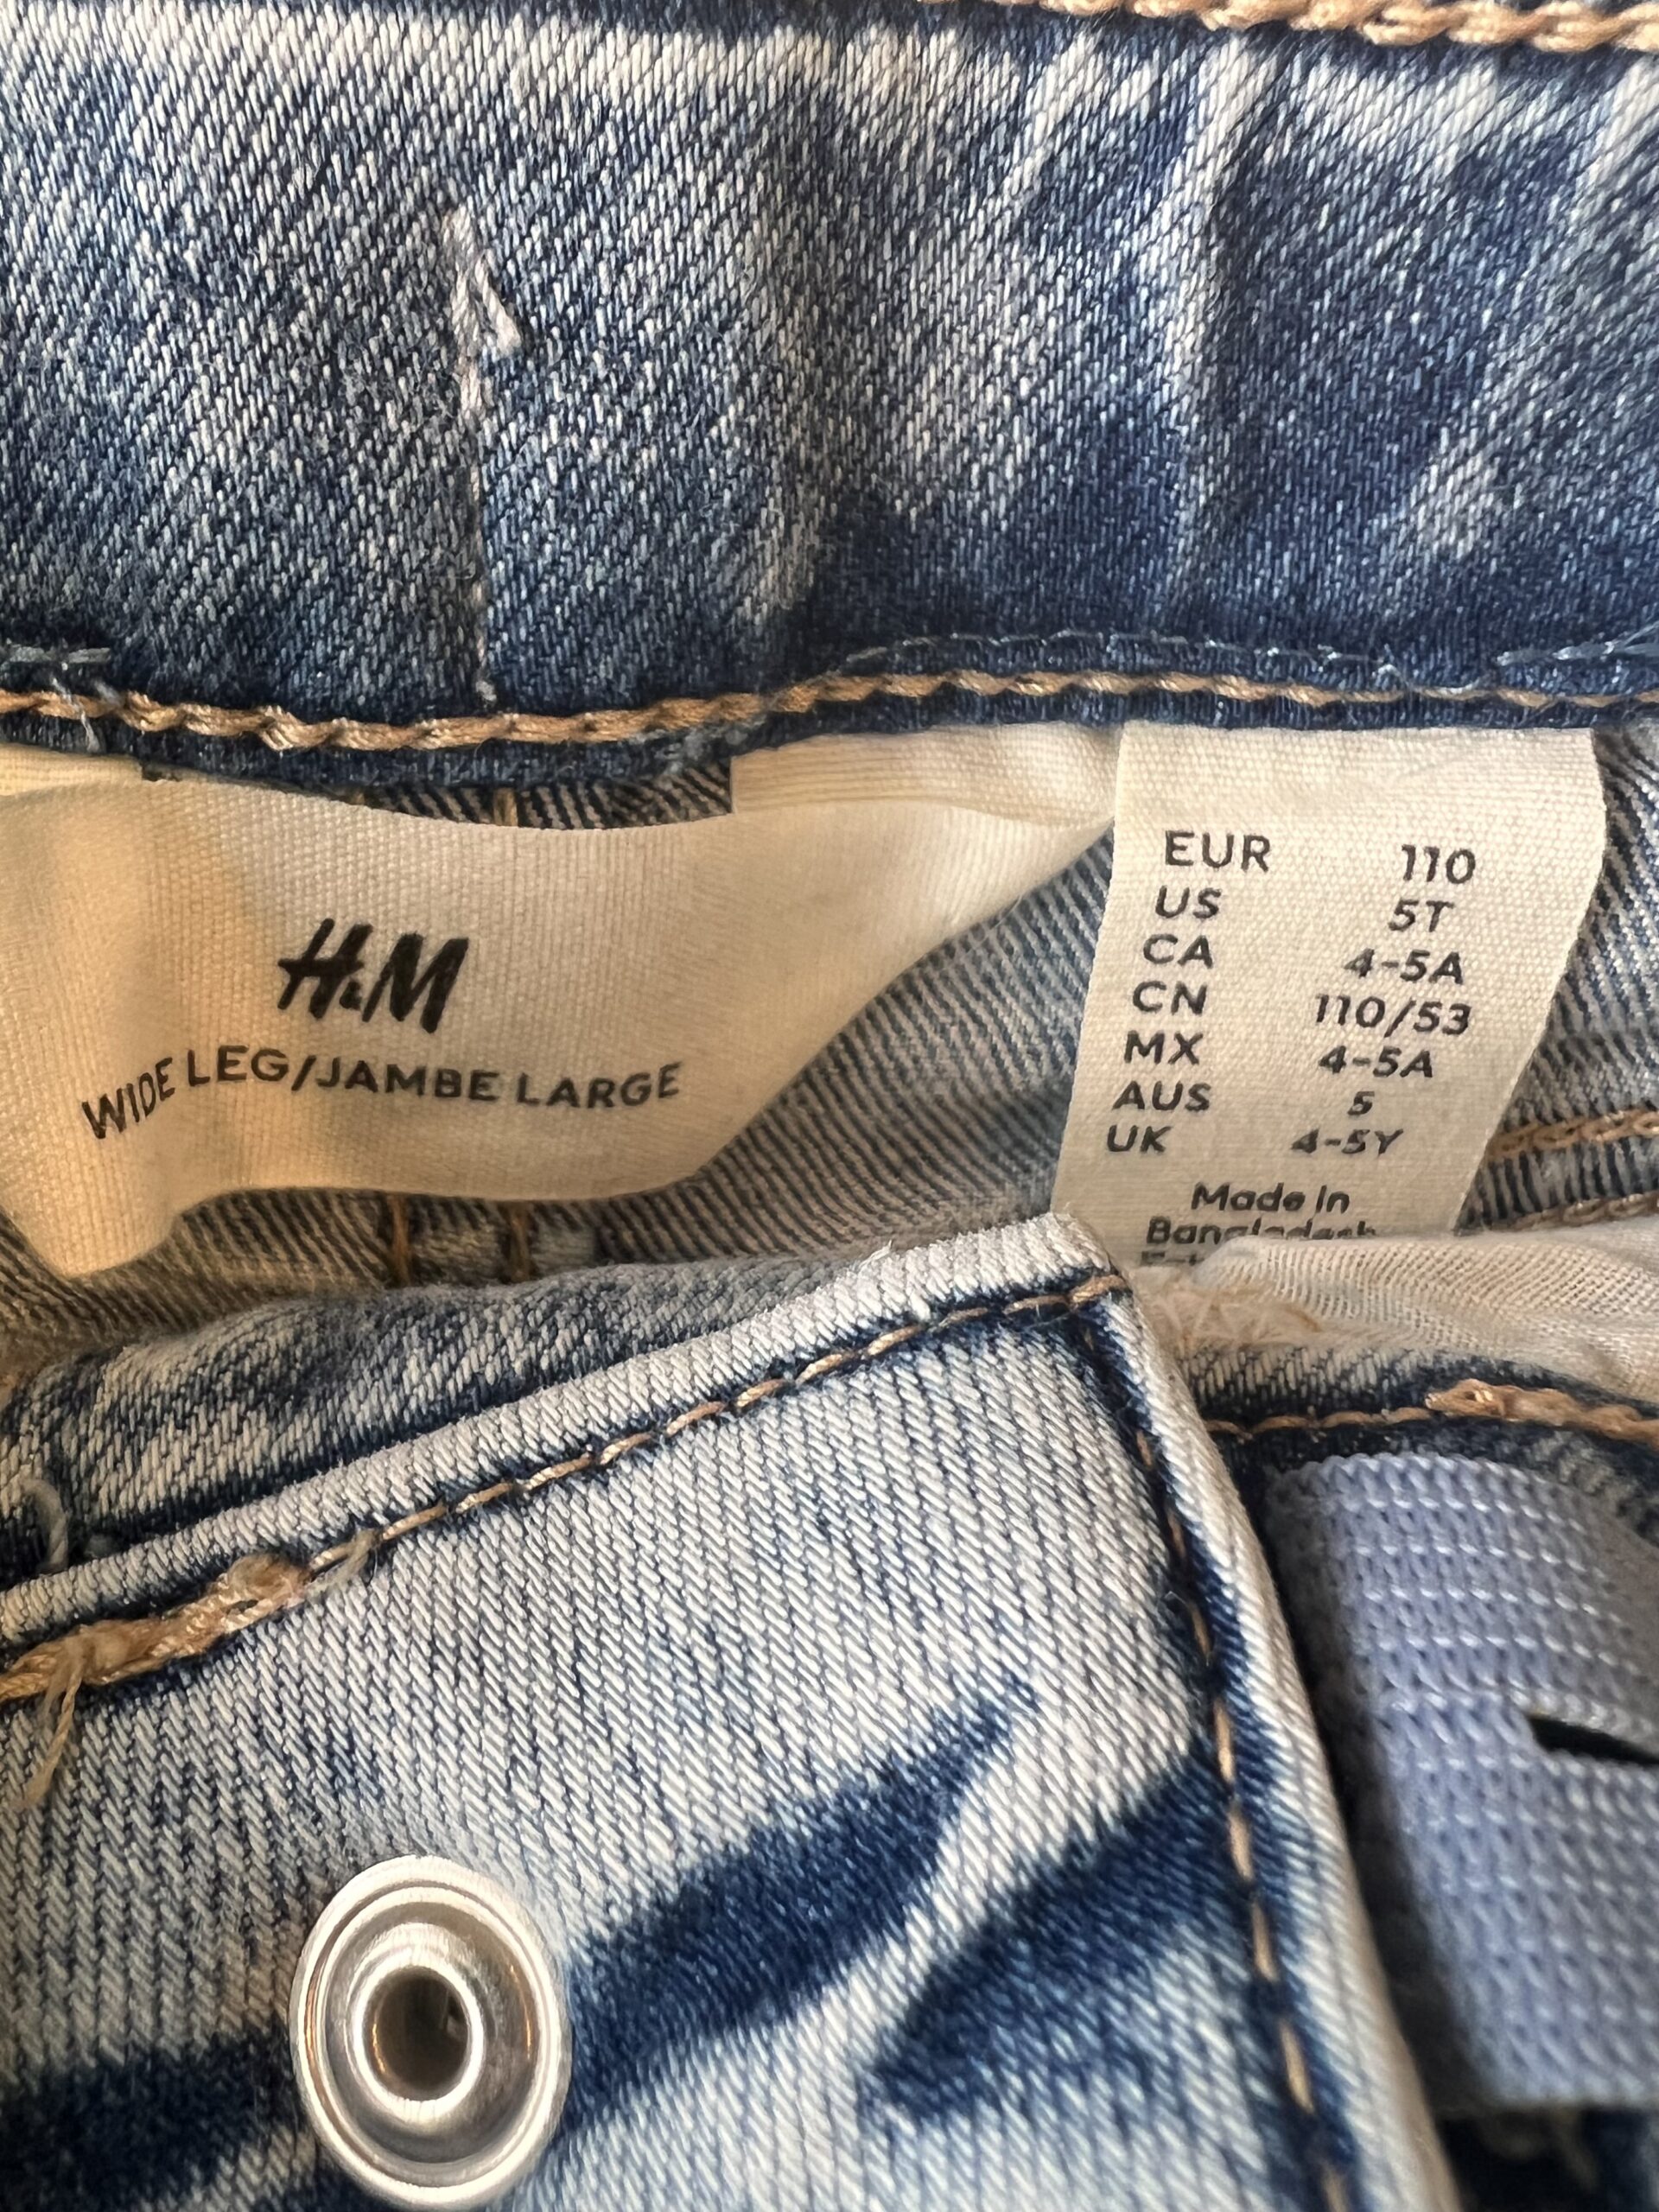 H&M
WIDE LEG/JAMBE LARGE
EUR 110
US 5T
CA 4-5A
CN 110/53
MX 4-5A
AUS 5
UK 4-5Y
Made in
Bangladesh